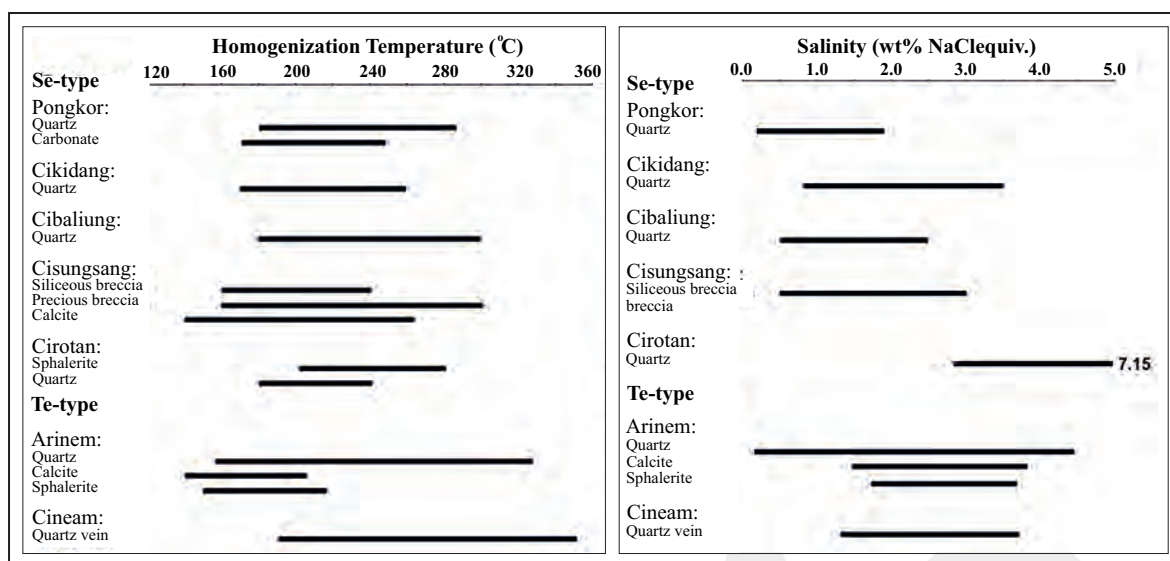 Homogenization Temperature (°C)
120 160 200 240 280 320 360
Se-type
Pongkor:
Quartz
Carbonate
Cikidang:
Quartz
Cibaliung:
Quartz
Cisungsang:
Siliceous breccia
Precious breccia
Calcite
Cirotan:
Sphalerite
Quartz
Te-type
Arinem:
Quartz
Calcite
Sphalerite
Cineam:
Quartz vein
Salinity (wt% NaClequiv.)
0.0 1.0 2.0 3.0 4.0 5.0
Se-type
Pongkor:
Quartz
Cikidang:
Quartz
Cibaliung:
Quartz
Cisungsang:
Siliceous breccia
breccia
Cirotan:
Quartz 7.15
Te-type
Arinem:
Quartz
Calcite
Sphalerite
Cineam:
Quartz vein